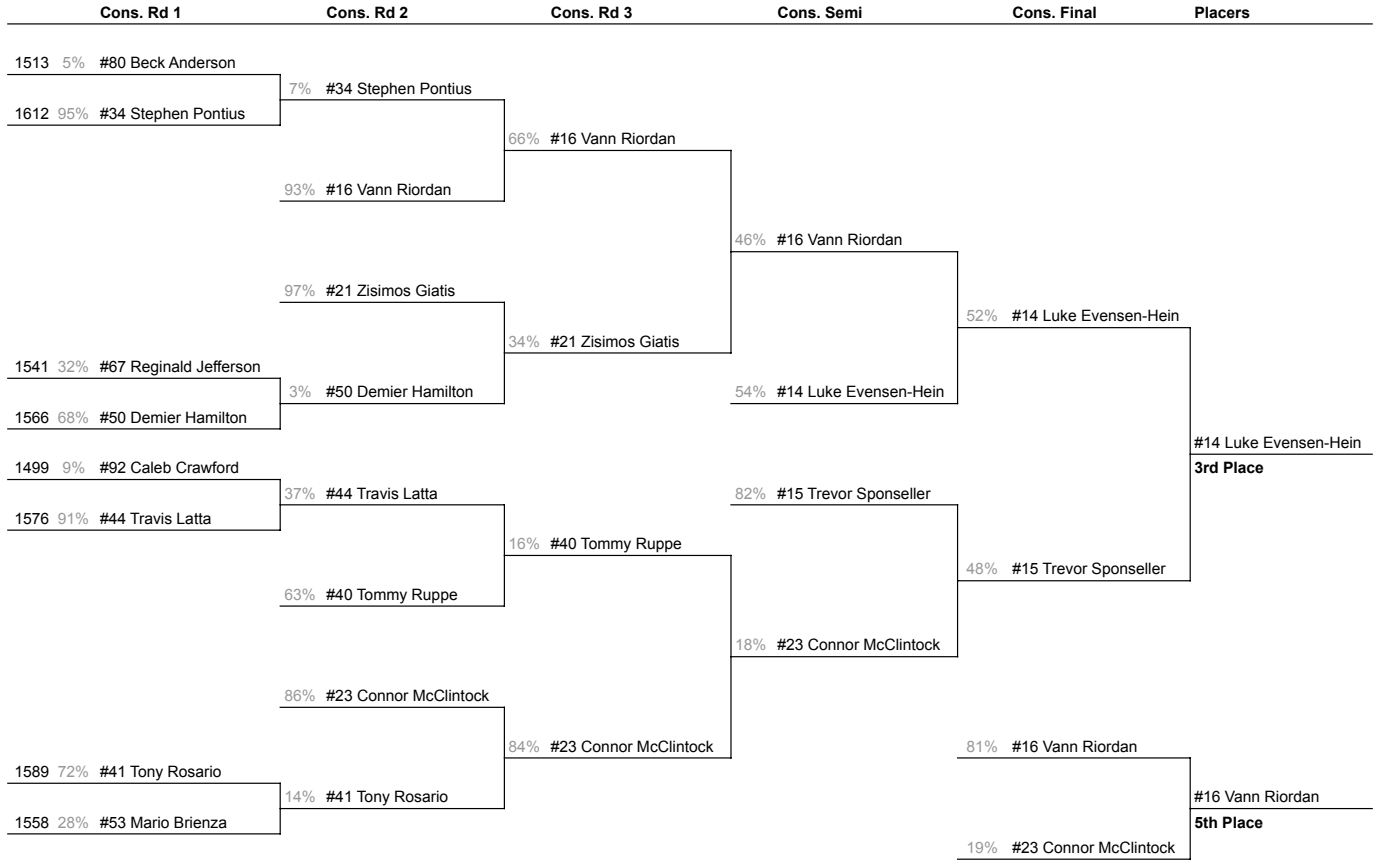 Cons. Rd 1 Cons. Rd 2 Cons. Rd 3 Cons. Semi Cons. Final Placers
1513 5% #80 Beck Anderson
7% #34 Stephen Pontius
1612 95% #34 Stephen Pontius
66% #16 Vann Riordan
93% #16 Vann Riordan
46% #16 Vann Riordan
97% #21 Zisimos Giatis
52% #14 Luke Evensen-Hein
34% #21 Zisimos Giatis
1541 32% #67 Reginald Jefferson
3% #50 Demier Hamilton
54% #14 Luke Evensen-Hein
1566 68% #50 Demier Hamilton
#14 Luke Evensen-Hein
1499 9% #92 Caleb Crawford
3rd Place
37% #44 Travis Latta
82% #15 Trevor Sponseller
1576 91% #44 Travis Latta
16% #40 Tommy Ruppe
48% #15 Trevor Sponseller
63% #40 Tommy Ruppe
18% #23 Connor McClintock
86% #23 Connor McClintock
84% #23 Connor McClintock
81% #16 Vann Riordan
1589 72% #41 Tony Rosario
14% #41 Tony Rosario
#16 Vann Riordan
1558 28% #53 Mario Brienza
5th Place
19% #23 Connor McClintock